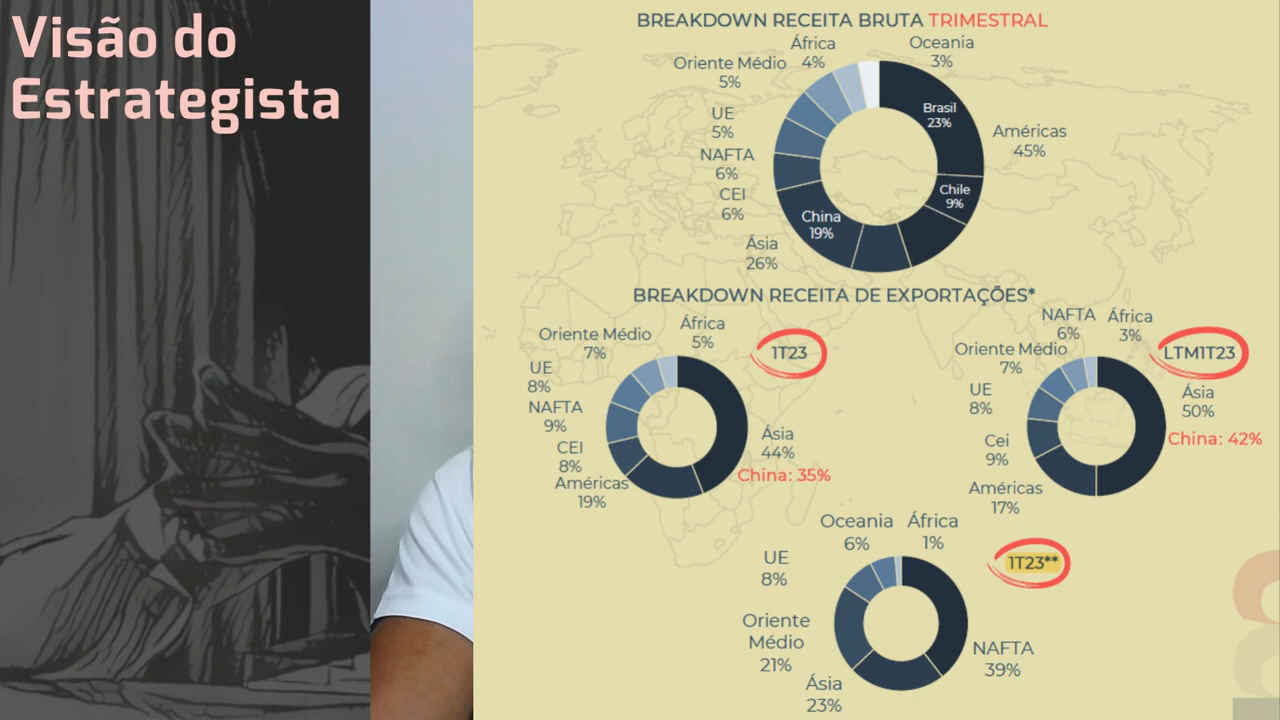 Visão do
Estrategista
BREAKDOWN RECEITA BRUTA TRIMESTRAL
África
4%
Oceania
3%
Oriente Médio
5%
Brasil
23%
Américas
45%
UE
5%
NAFTA
6%
CEI
6%
Chile
9%
China
19%
Ásia
26%
BREAKDOWN RECEITA DE EXPORTAÇÕES*
Oriente Médio
7%
África
5%
1T23
UE
8%
NAFTA
9%
CEI
8%
Américas
19%
Ásia
44%
China: 35%
NAFTA
6%
África
3%
LTM1T23
Oriente Médio
7%
UE
8%
Ásia
50%
China: 42%
Cei
9%
Américas
17%
Oceania
6%
África
1%
1T23**
UE
8%
Oriente
Médio
21%
NAFTA
39%
Ásia
23%